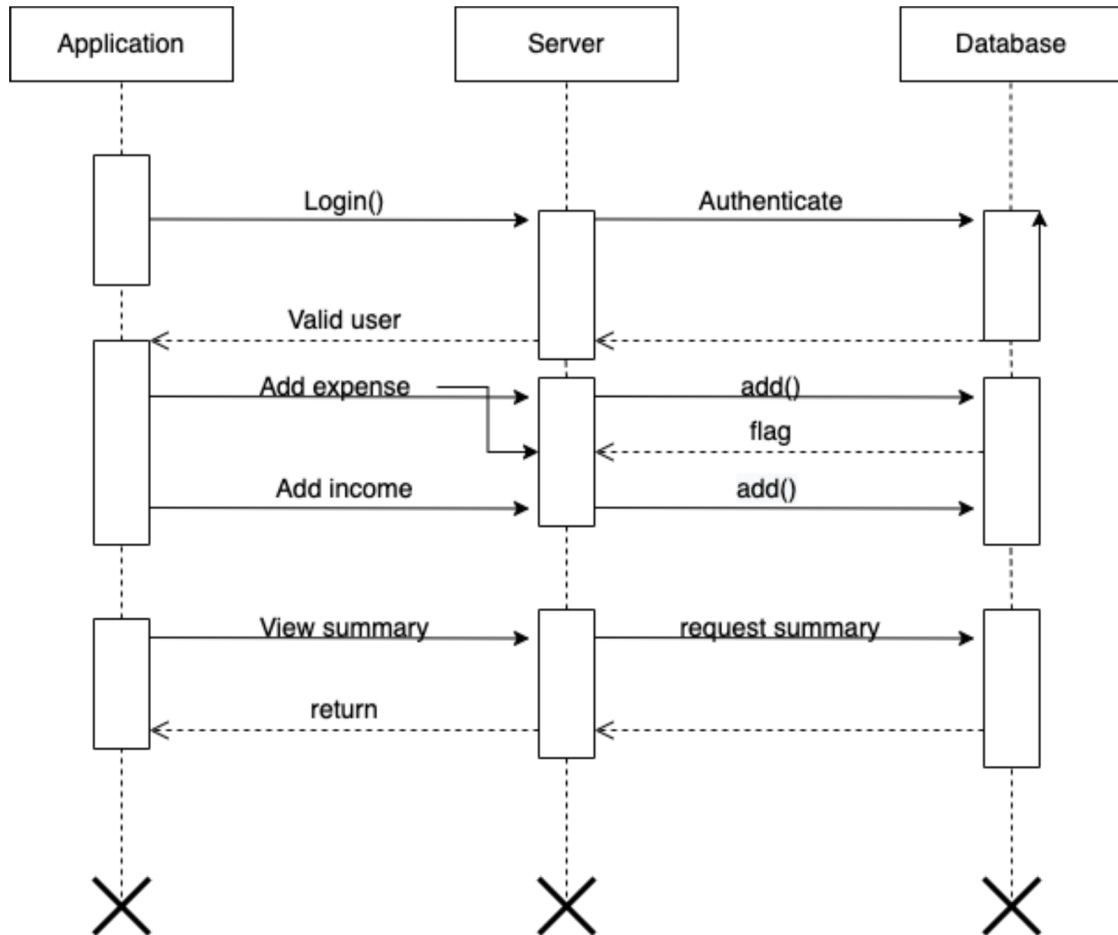 Application
Server
Database
Login()
Authenticate
Valid user
Add expense
add()
flag
Add income
add()
View summary
request summary
return